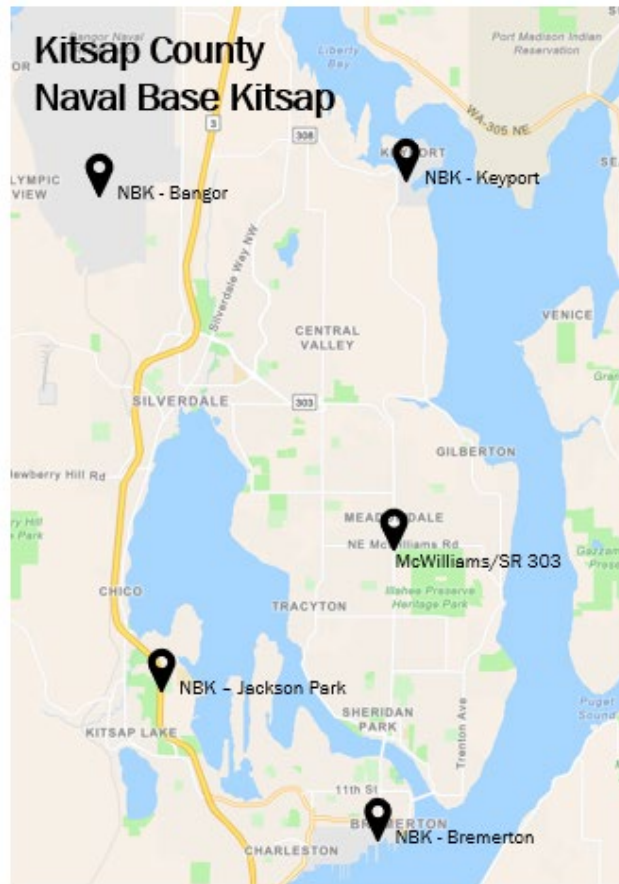 Kitsap County
Naval Base Kitsap
Bangor Naval
Liberty
Bay
Port Madison Indian
Reservation
WA-305 NE
3
308
NBK - Bangor
LYMPIC
VIEW
NBK - Keyport
Silverdale Way NW
VENICE
CENTRAL
VALLEY
SILVERDALE
303
GILBERTON
Newberry Hill Rd
NE McWilliams Rd
McWilliams/SR 303
Illahee Preserve
Heritage Park
CHICO
TRACYTON
NBK – Jackson Park
KITSAP LAKE
SHERIDAN
PARK
Trenton Ave
Puget
Sound
11th St
BREMERTON
NBK - Bremerton
CHARLESTON